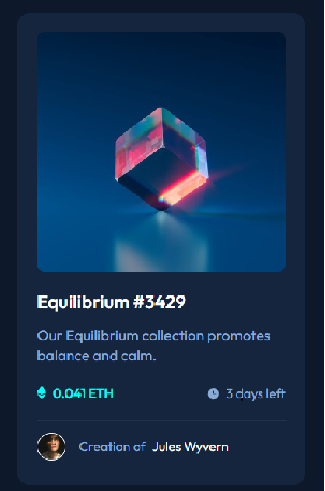 Equilibrium #3429
Our Equilibrium collection promotes
balance and calm.
0.041 ETH
3 days left
Creation of Jules Wyvern